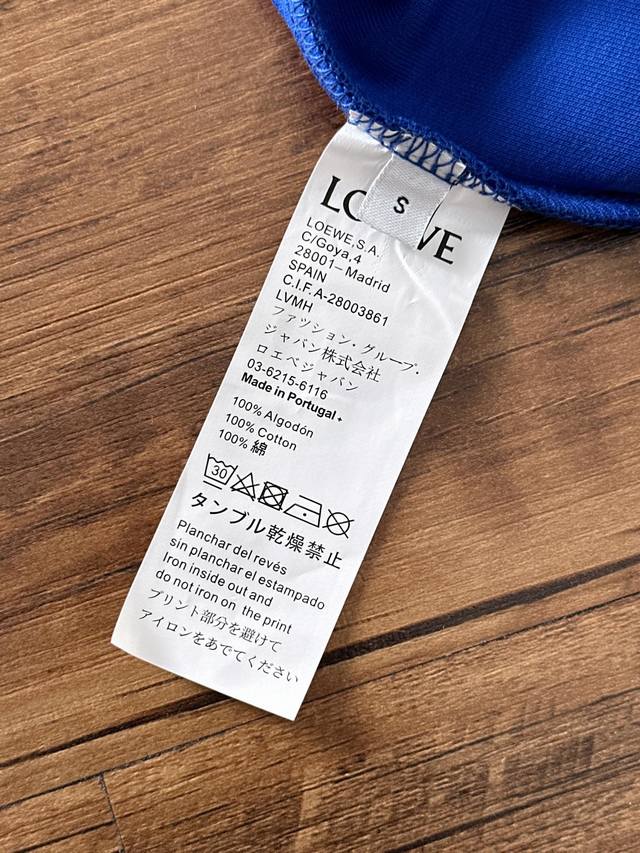 S
LOEWE
LOEWE,S.A.
C/Goya,4
28001-Madrid
SPAIN
C.I.F.A-28003861
LVMH
ファッション・グループ・
ジャパン株式会社
ロエベジャパン
03-6215-6116
Made in Portugal
100% Algodón
100% Cotton
100% 綿
30
タンブル乾燥禁止
Planchar del revés
sin planchar el estampado
Iron inside out and
do not iron on the print
プリント部分を避けて
アイロンをあでてください